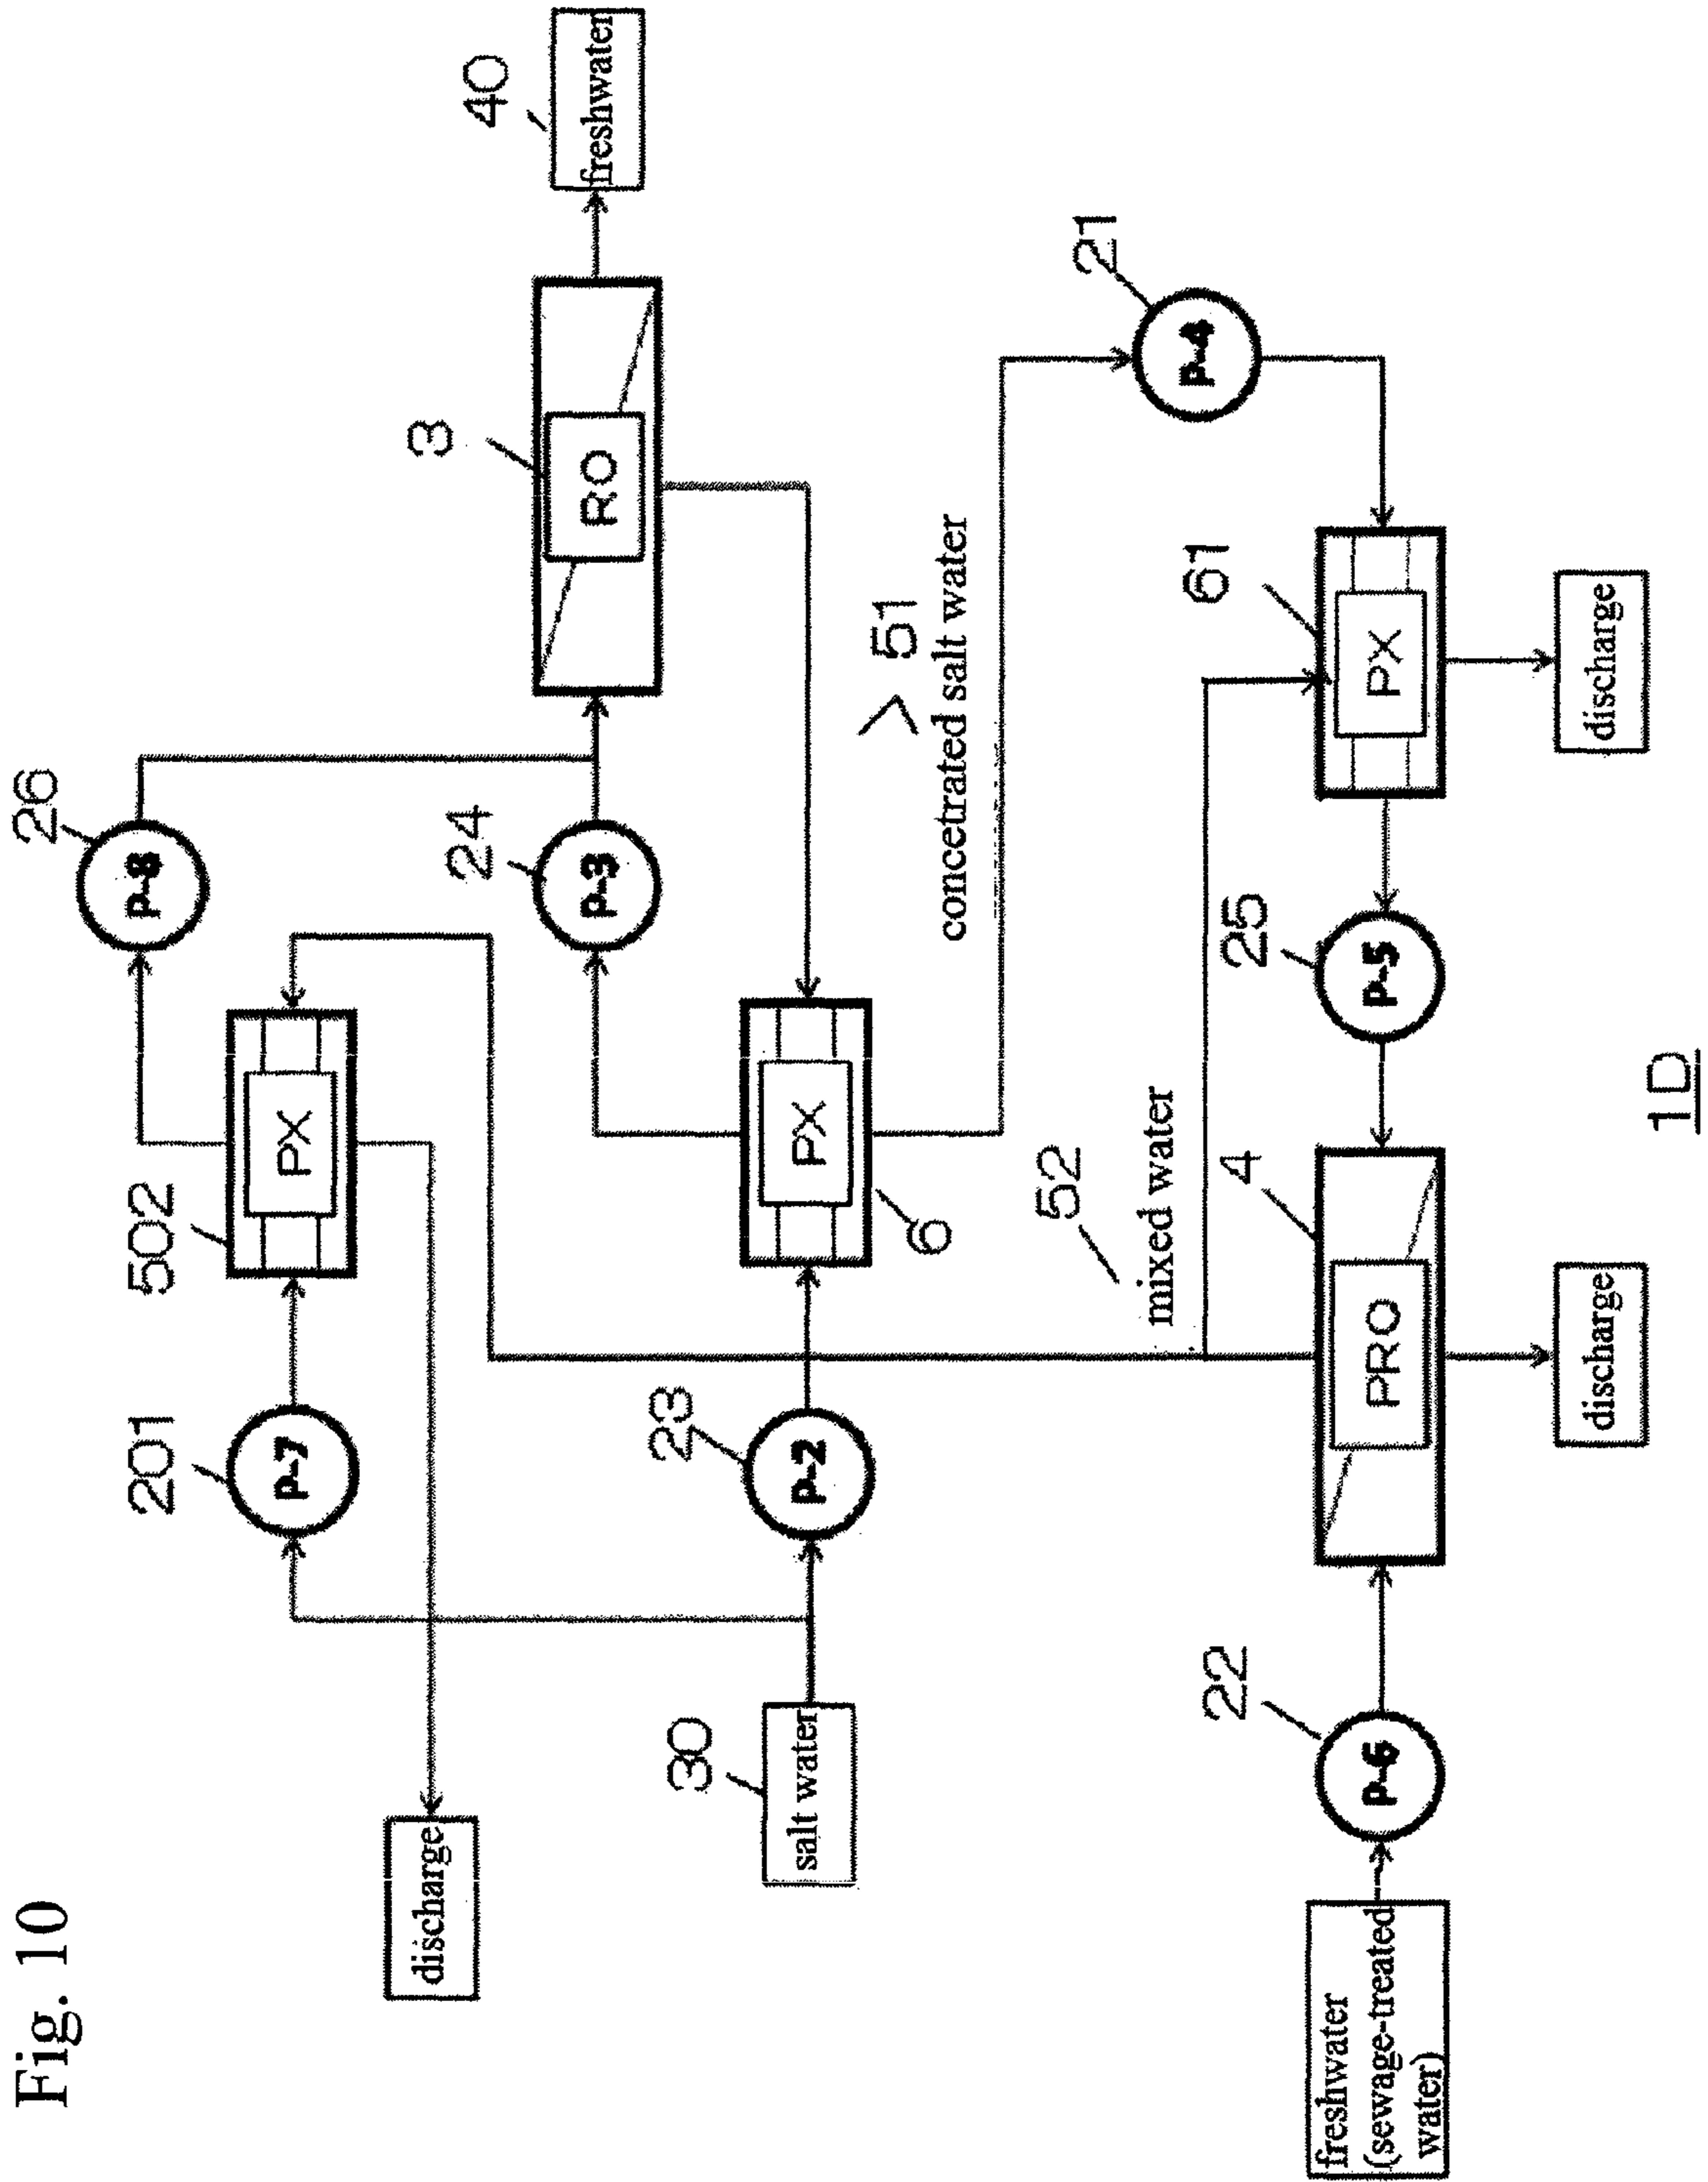 Fig. 10
discharge
201
P-7
502
PX
26
P-8
30
salt water
23
P-2
6
PX
24
P-3
3
RO
40
freshwater
> 51
concetrated salt water
21
P-4
52
mixed water
freshwater
(sewage-treated
water)
22
P-6
4
PRO
25
P-5
61
PX
discharge
discharge
1D